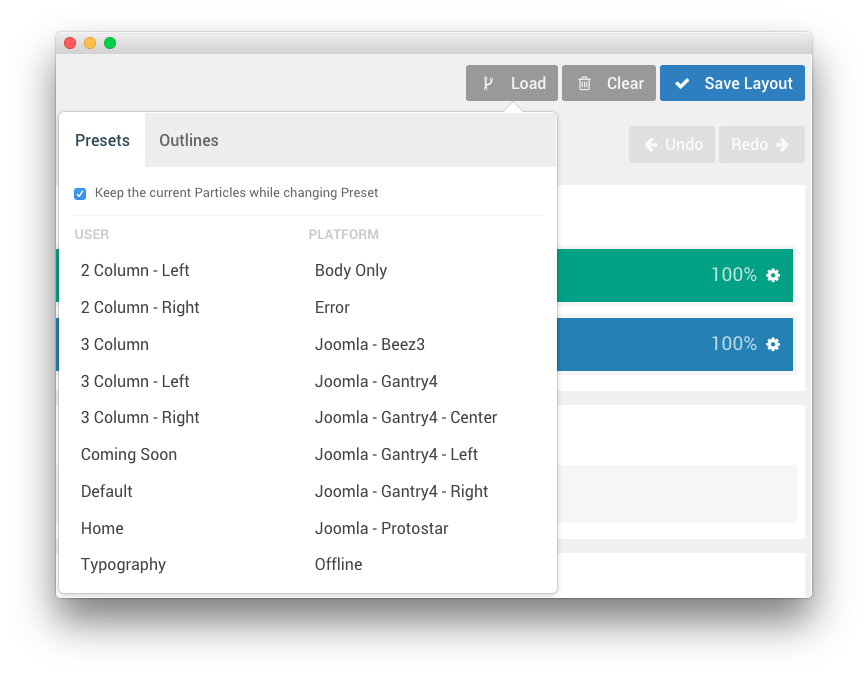 Load Clear Save Layout
Presets Outlines
Undo Redo
Keep the current Particles while changing Preset
USER PLATFORM
2 Column - Left Body Only
100%
2 Column - Right Error
3 Column Joomla - Beez3
100%
3 Column - Left Joomla - Gantry4
3 Column - Right Joomla - Gantry4 - Center
Coming Soon Joomla - Gantry4 - Left
Default Joomla - Gantry4 - Right
Home Joomla - Protostar
Typography Offline